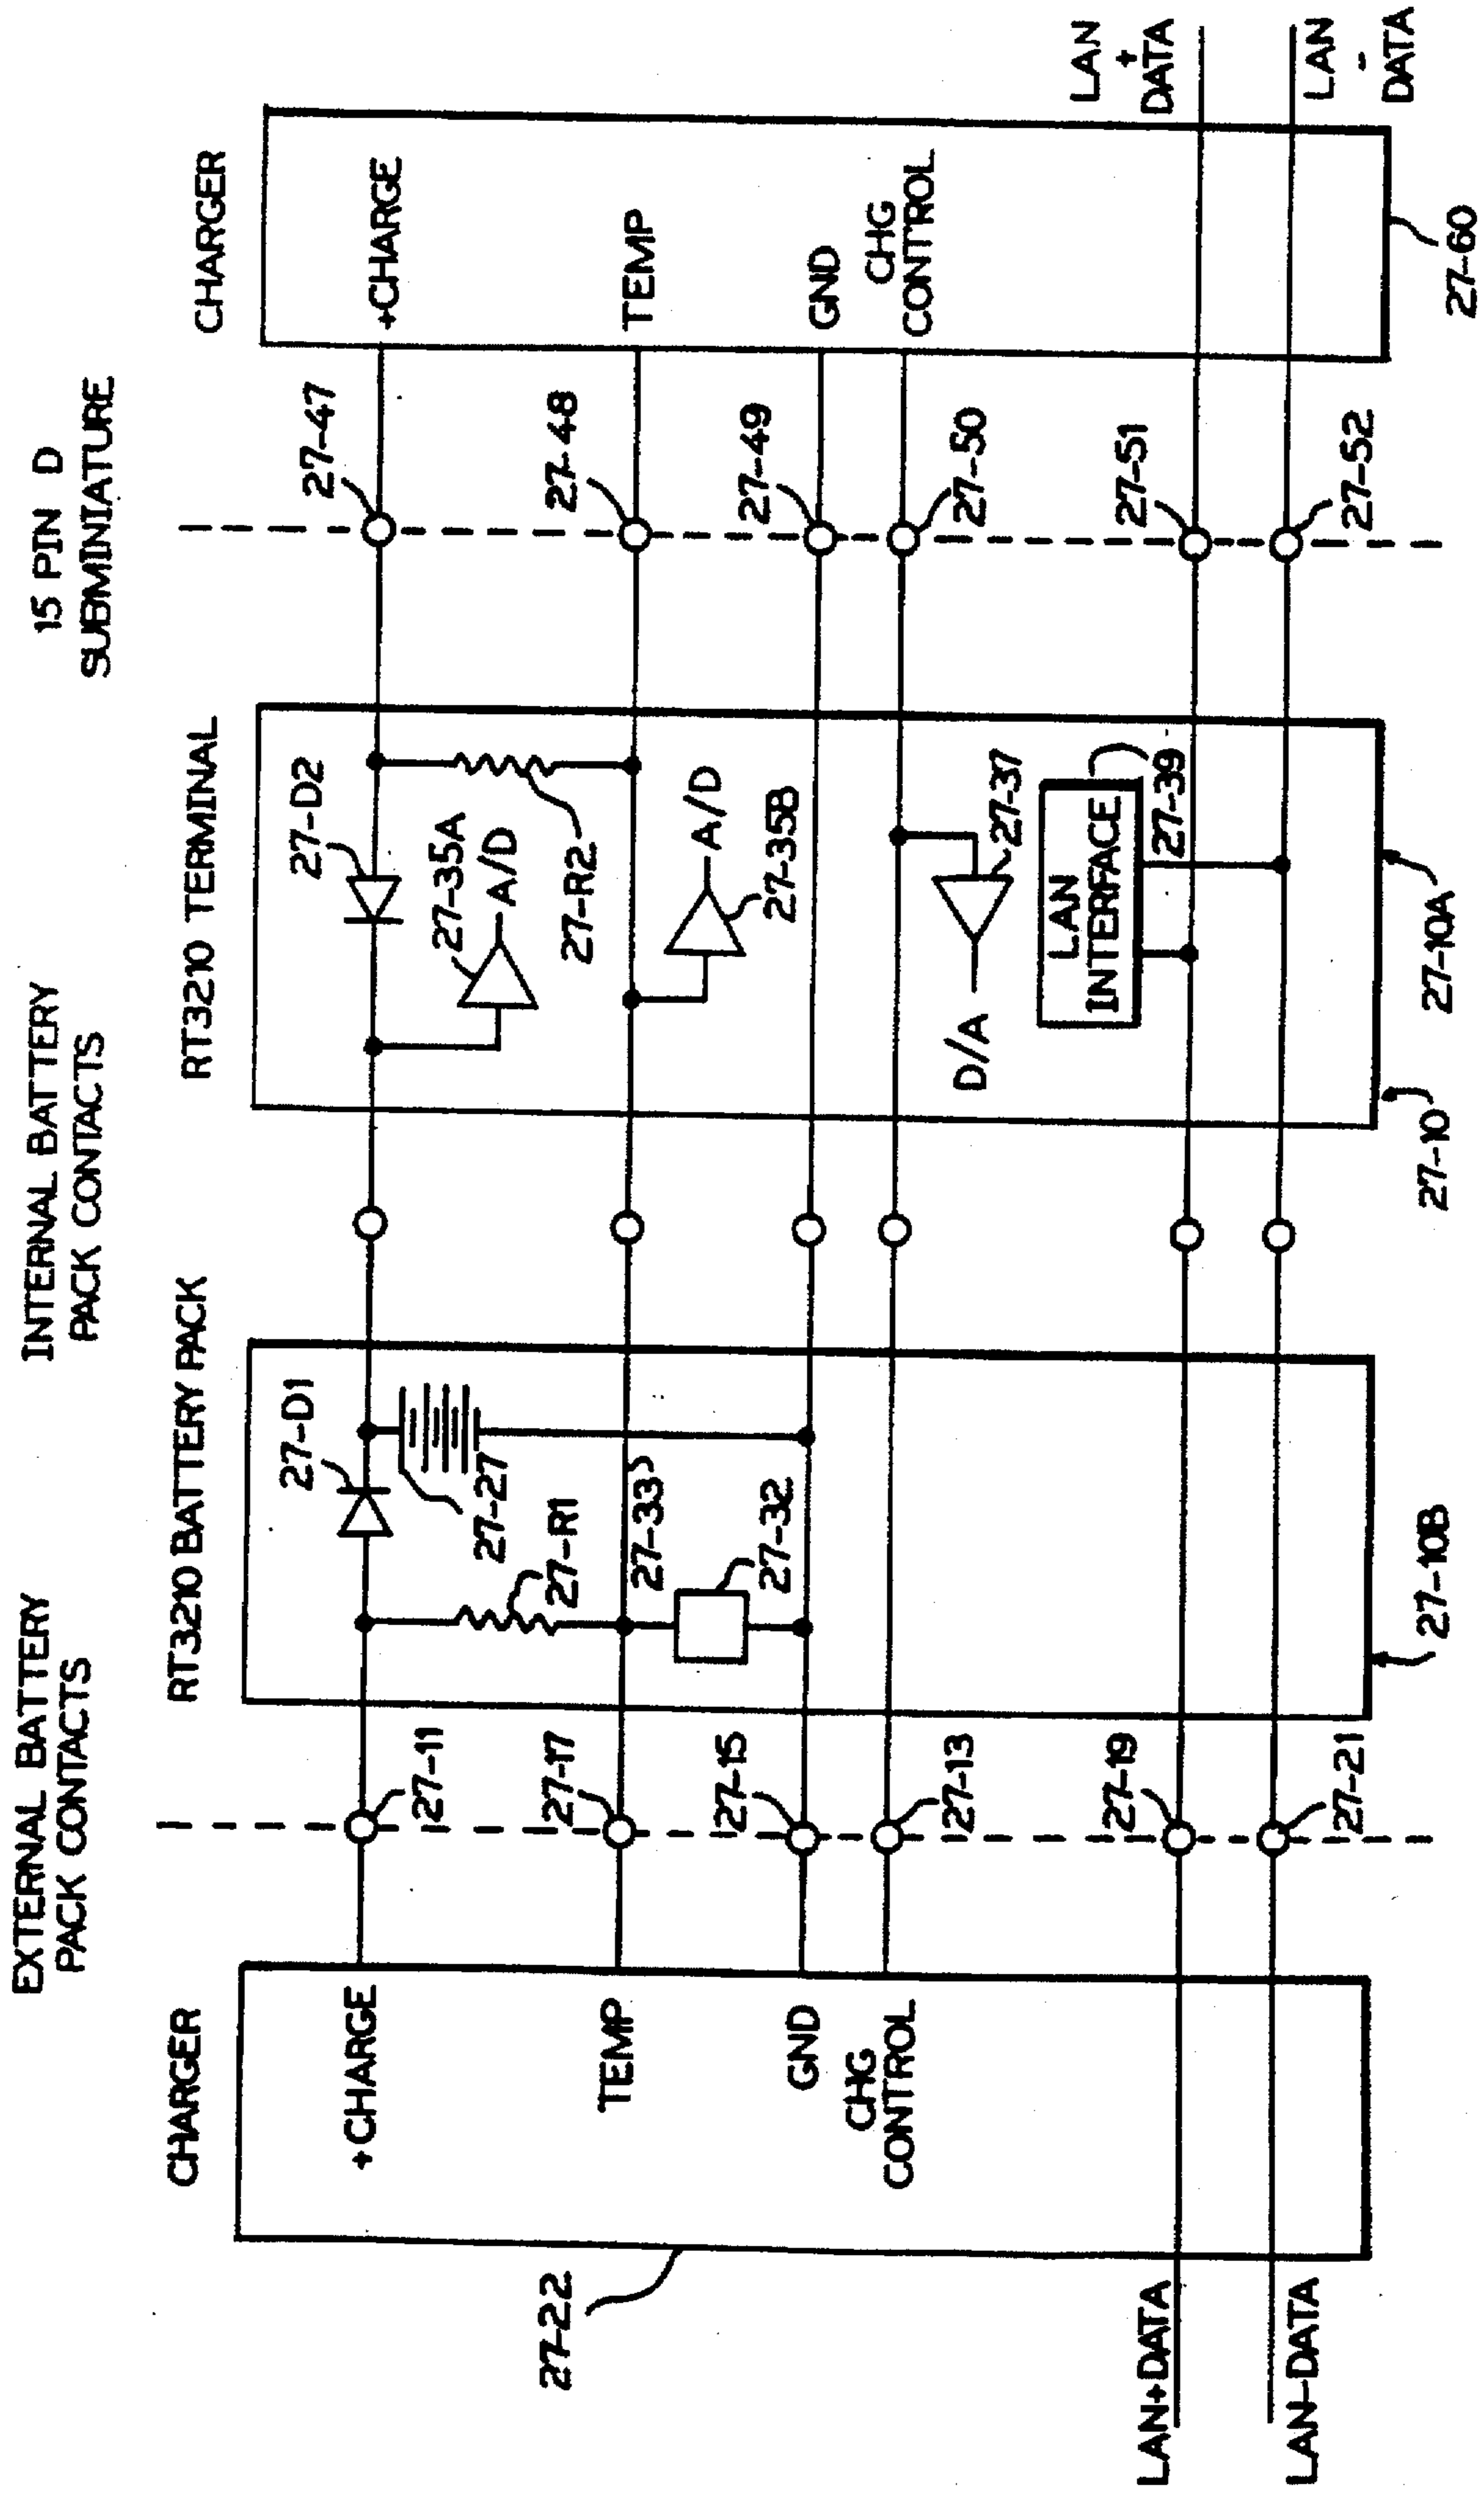 EXTERNAL BATTERY
PACK CONTACTS
INTERNAL BATTERY
PACK CONTACTS
15 PIN D
SUBMINIATURE
CHARGER
RT3210 BATTERY PACK
RT3210 TERMINAL
CHARGER
+CHARGE
TEMP
GND
CHG
CONTROL
27-22
LAN+DATA
LAN-DATA
27-11
27-17
27-15
27-13
27-19
27-21
27-D1
27-27
27-R1
27-33
27-32
27-10B
27-D2
27-35A
A/D
27-R2
A/D
27-35B
D/A
27-37
LAN
INTERFACE
27-39
27-10
27-10A
27-47
27-48
27-49
27-50
27-51
27-52
+CHARGE
TEMP
GND
CHG
CONTROL
27-60
LAN
+
DATA
LAN
-
DATA